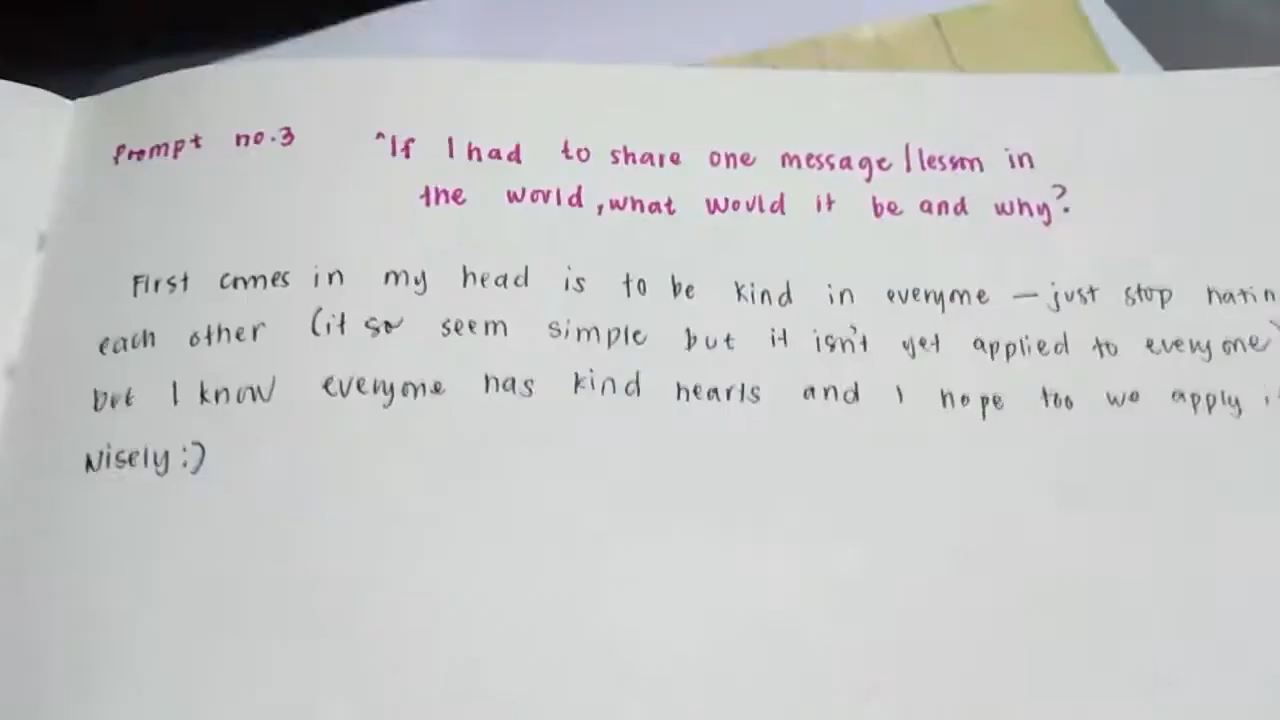 Prompt no.3 "If I had to share one message/lesson in
the world, what would it be and why?
First comes in my head is to be kind in everyone — just stop hatin
each other (it so seem simple but it isn't yet applied to everyone)
but I know everyone has kind hearts and I hope too we apply
wisely :)